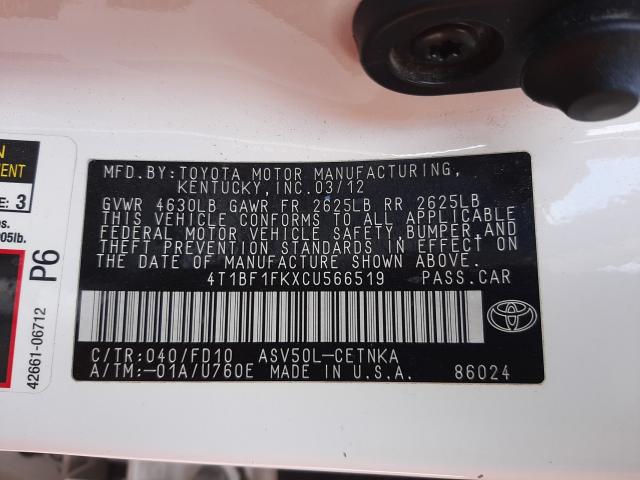 MFD. BY: TOYOTA MOTOR MANUFACTURING,
KENTUCKY, INC. 03/12
GVWR 4630LB GAWR FR 2625LB RR 2625LB
THIS VEHICLE CONFORMS TO ALL APPLICABLE
FEDERAL MOTOR VEHICLE SAFETY, BUMPER, AND
THEFT PREVENTION STANDARDS IN EFFECT ON
THE DATE OF MANUFACTURE SHOWN ABOVE.
4T1BF1FKXCU566519 PASS.CAR
C/TR:040/FD10 ASV50L-CETNKA
A/TM:-01A/U760E MADE IN U.S.A. 86024
E: 3
05lb.
P6
42661-06712